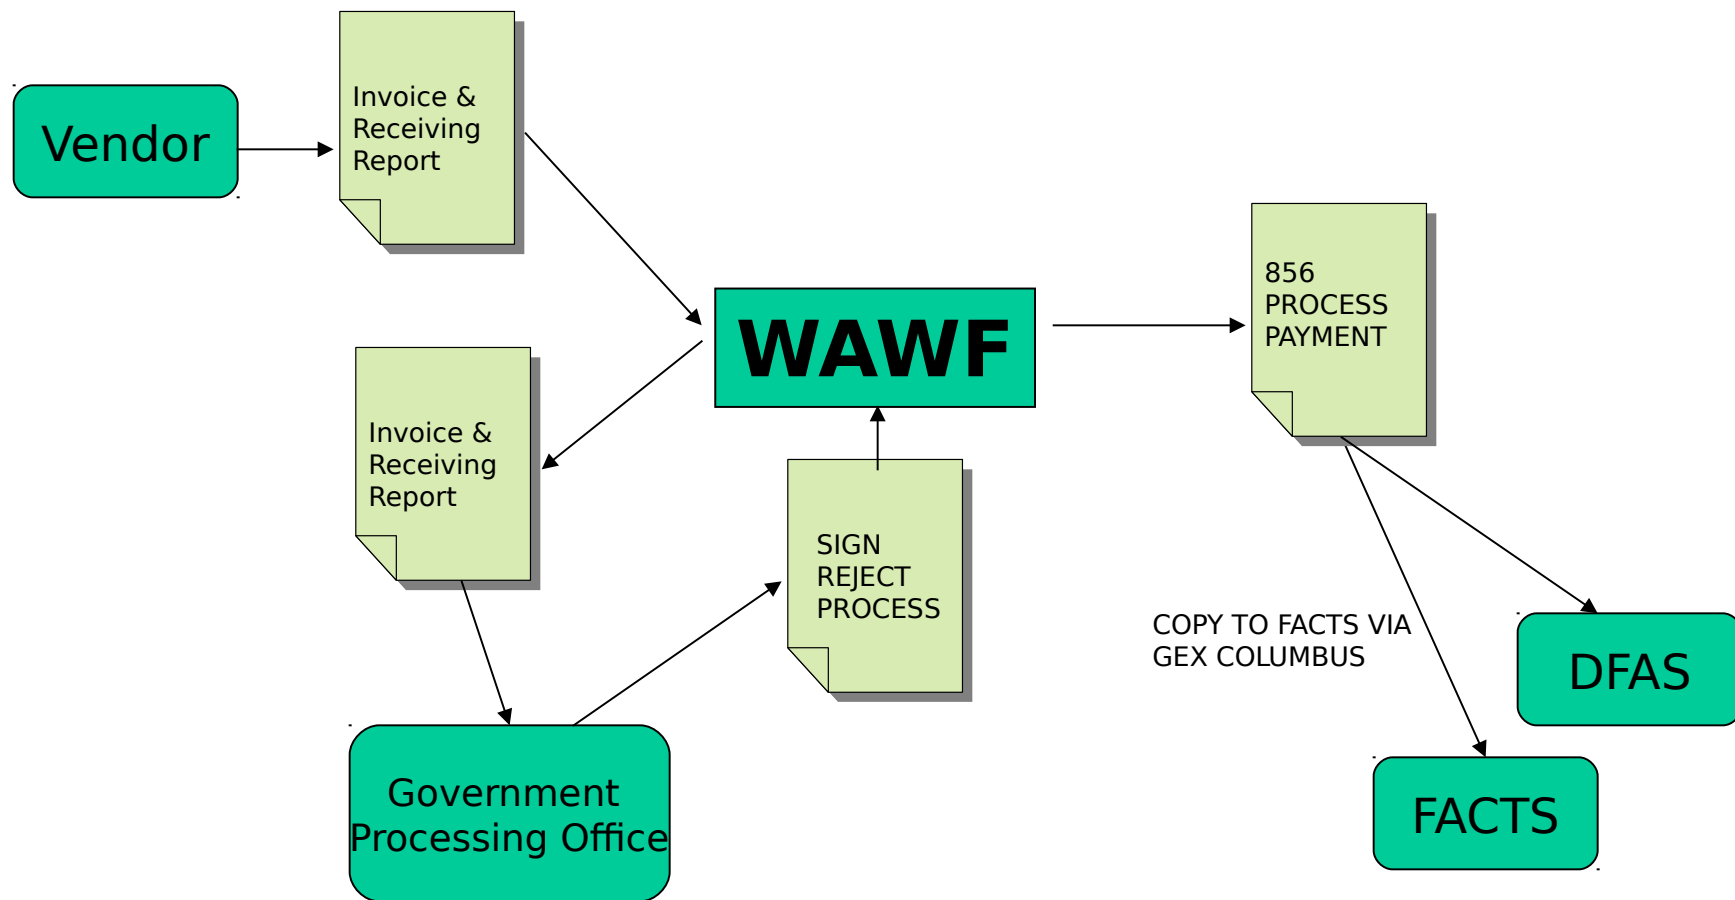 Vendor
Invoice &
Receiving
Report
WAWF
856
PROCESS
PAYMENT
Invoice &
Receiving
Report
SIGN
REJECT
PROCESS
COPY TO FACTS VIA
GEX COLUMBUS
DFAS
Government
Processing Office
FACTS